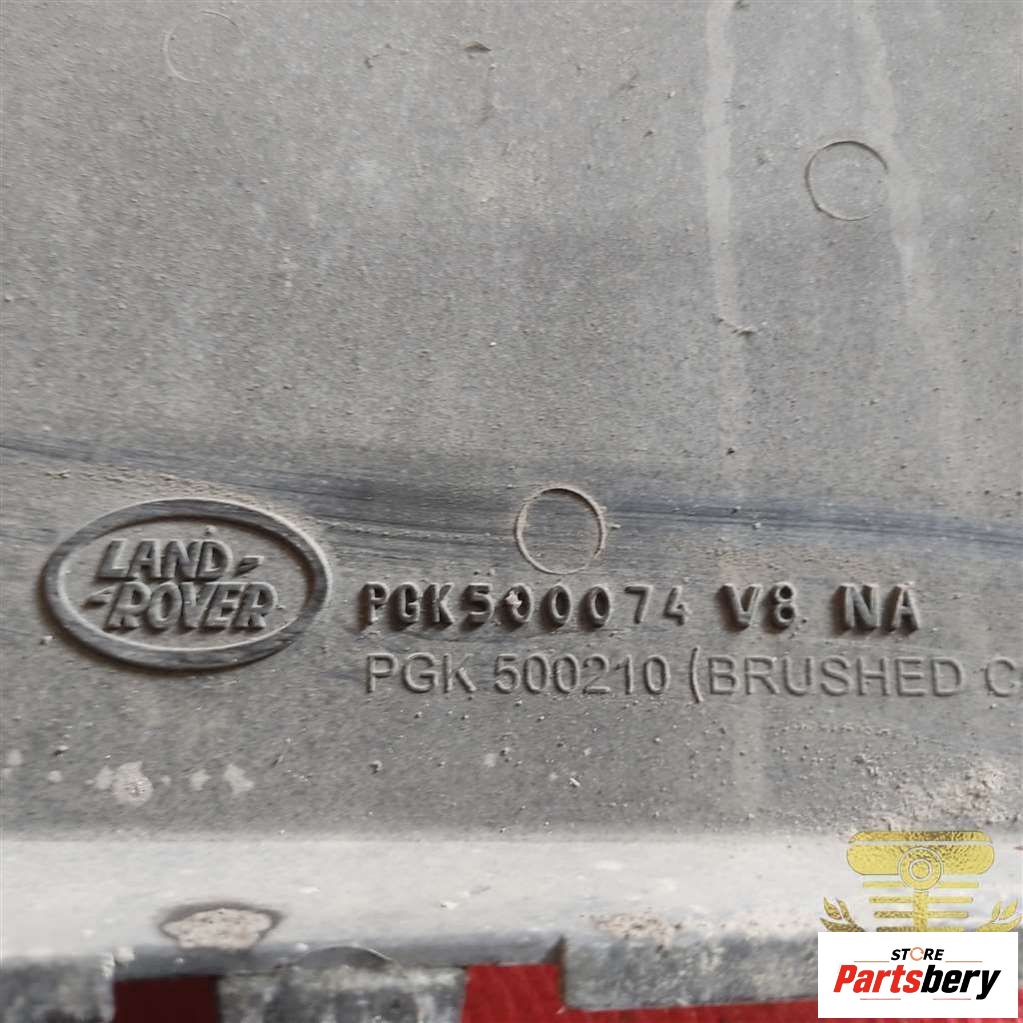 LAND-
-ROVER
PGK500074 V8 NA
PGK 500210 (BRUSHED
STORE
Partsbery